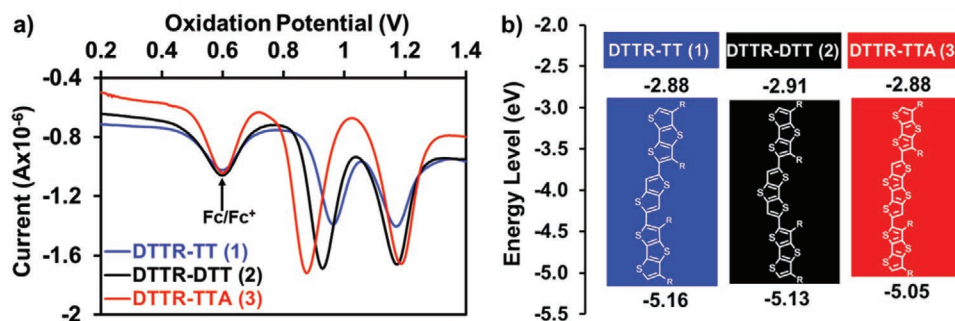 a)
Oxidation Potential (V)
0.2 0.4 0.6 0.8 1 1.2 1.4
Current (Ax10⁻⁶)
-0.4
-0.8
-1.2
-1.6
-2
Fc/Fc⁺
DTTR-TT (1)
DTTR-DTT (2)
DTTR-TTA (3)
b)
Energy Level (eV)
-2.0
-2.5
-3.0
-3.5
-4.0
-4.5
-5.0
-5.5
DTTR-TT (1) DTTR-DTT (2) DTTR-TTA (3)
-2.88 -2.91 -2.88
R R R
S S S
S S S
S S S
R R R
S S S
S S S
R R R
S S S
S S S
S S S
R R R
-5.16 -5.13 -5.05